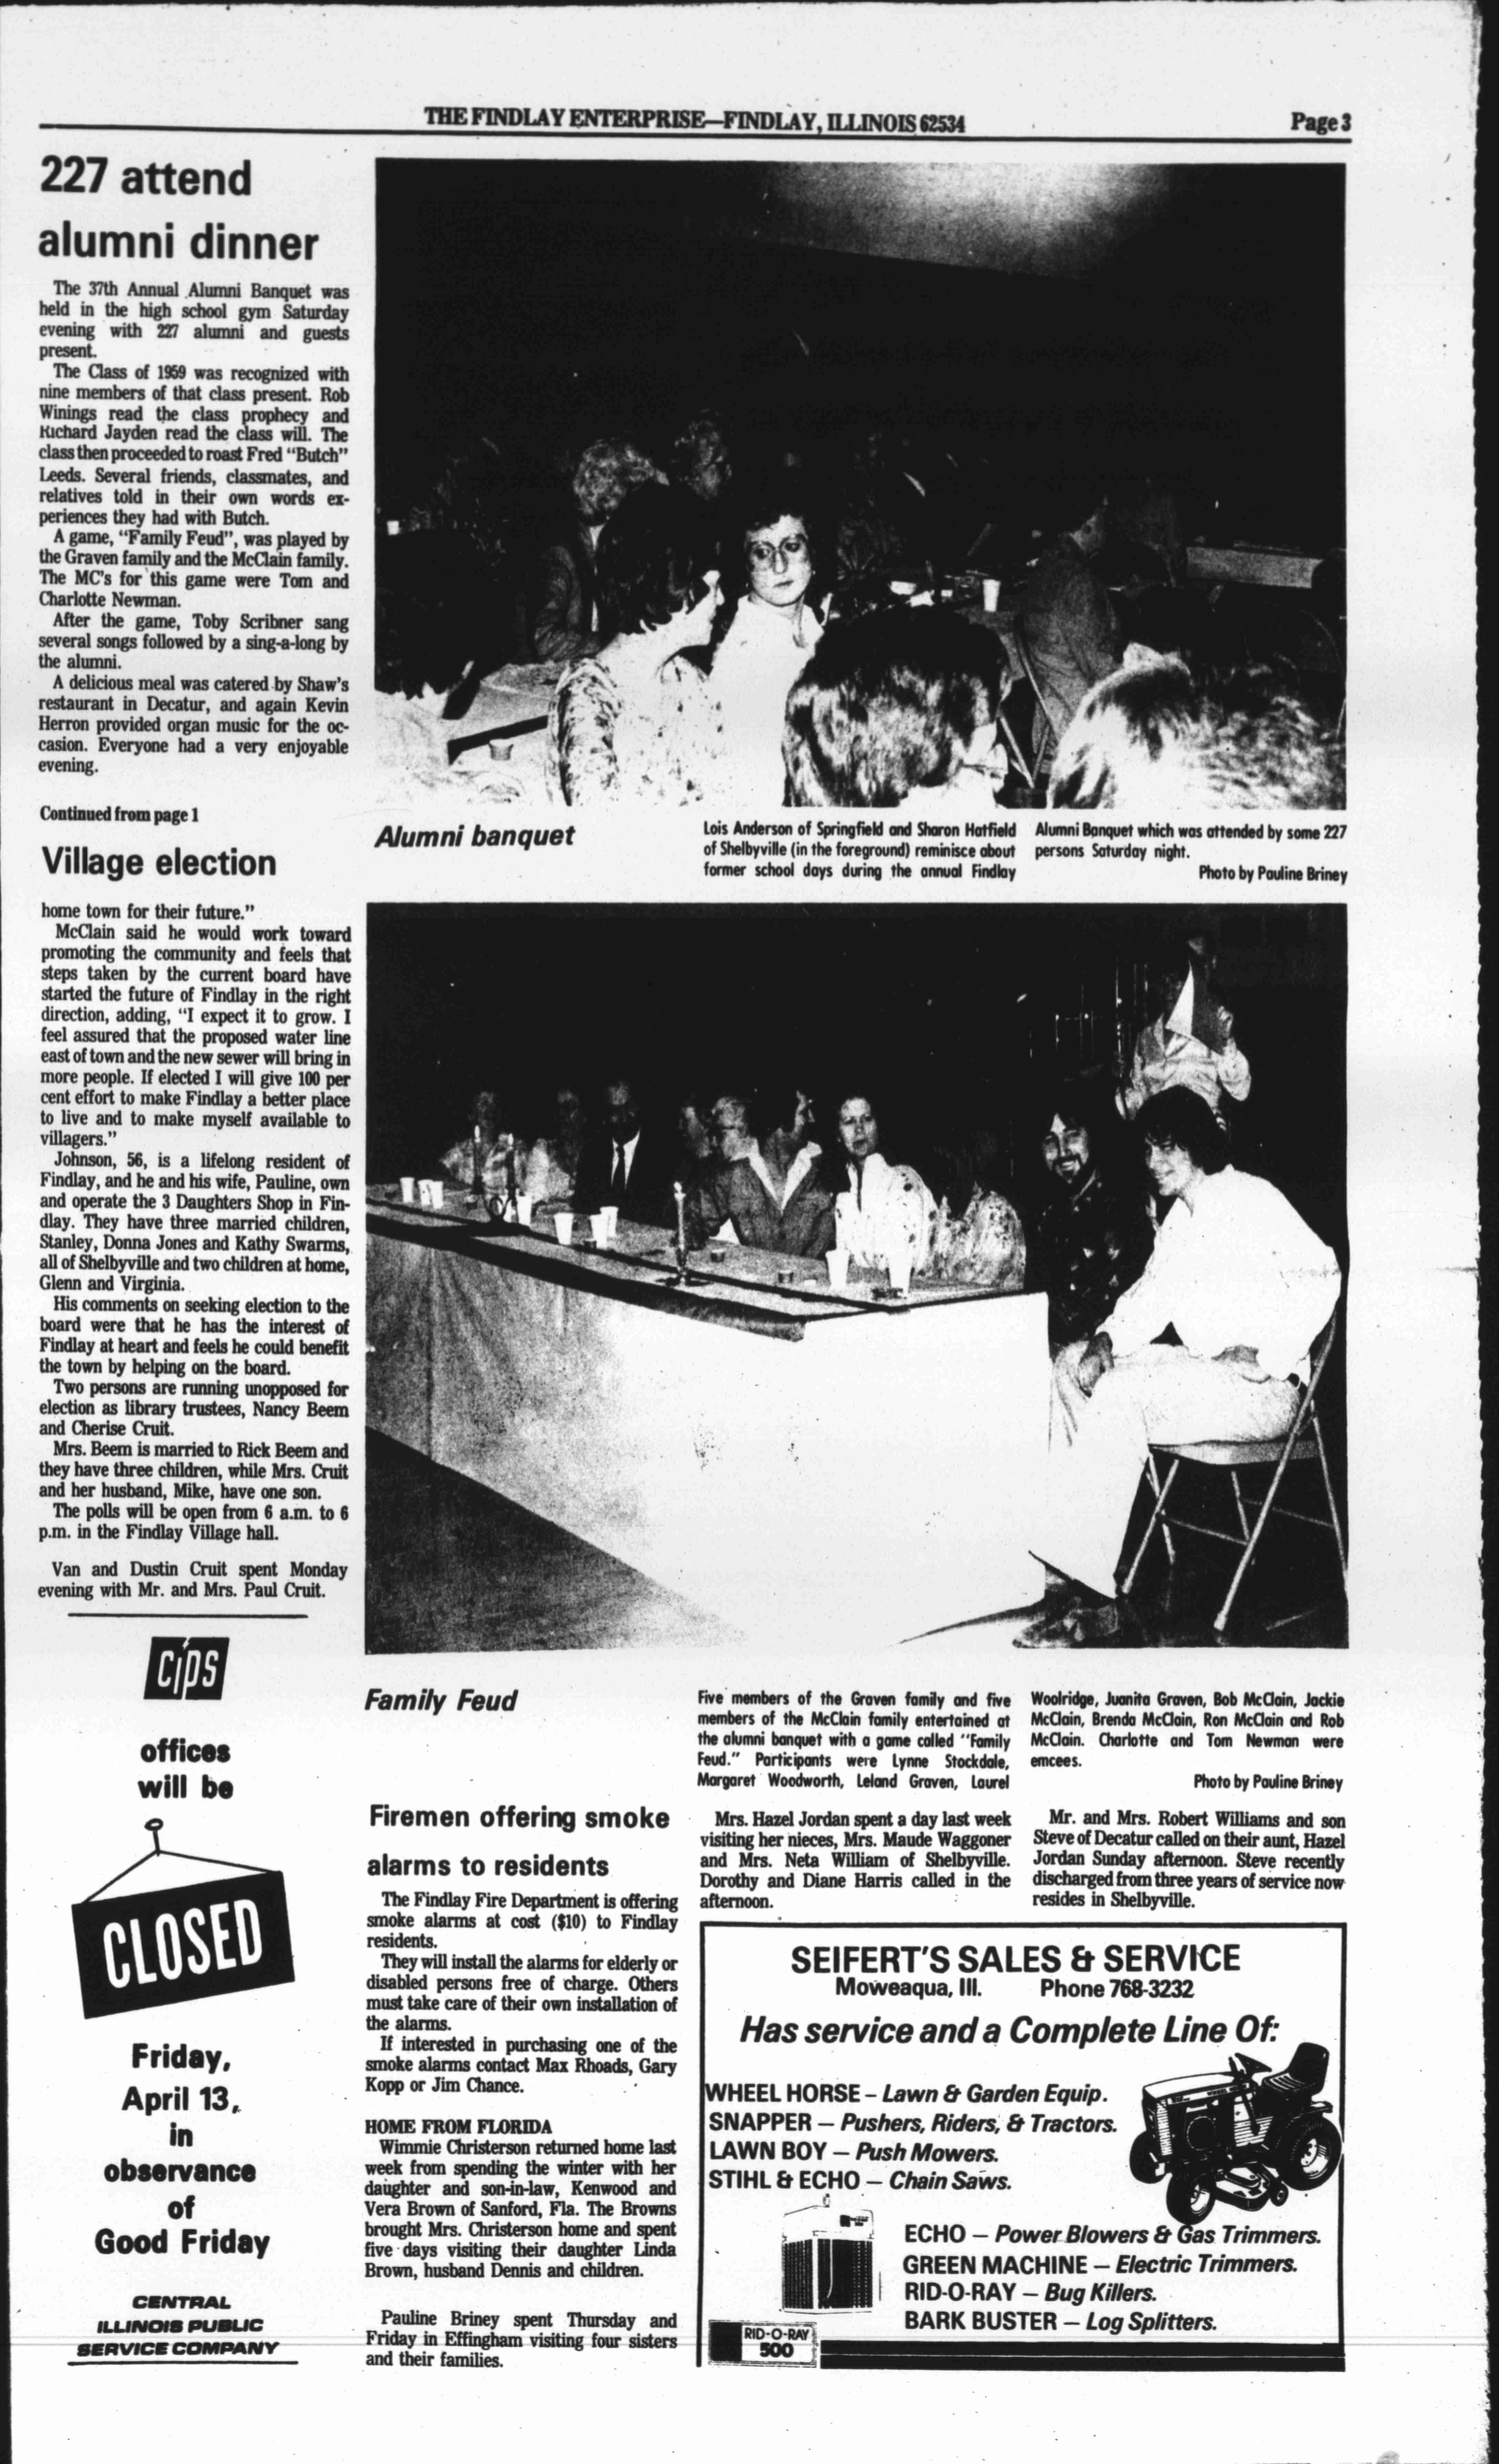 THE FINDLAY ENTERPRISE—FINDLAY, ILLINOIS 62534
Page 3
227 attend
alumni dinner
The 37th Annual Alumni Banquet was
held in the high school gym Saturday
evening with 227 alumni and guests
present.
The Class of 1959 was recognized with
nine members of that class present. Rob
Winings read the class prophecy and
Richard Jayden read the class will. The
class then proceeded to roast Fred "Butch"
Leeds. Several friends, classmates, and
relatives told in their own words ex-
periences they had with Butch.
A game, "Family Feud", was played by
the Graven family and the McClain family.
The MC's for this game were Tom and
Charlotte Newman.
After the game, Toby Scribner sang
several songs followed by a sing-a-long by
the alumni.
A delicious meal was catered by Shaw's
restaurant in Decatur, and again Kevin
Herron provided organ music for the oc-
casion. Everyone had a very enjoyable
evening.
Continued from page 1
Village election
home town for their future."
McClain said he would work toward
promoting the community and feels that
steps taken by the current board have
started the future of Findlay in the right
direction, adding, "I expect it to grow. I
feel assured that the proposed water line
east of town and the new sewer will bring in
more people. If elected I will give 100 per
cent effort to make Findlay a better place
to live and to make myself available to
villagers."
Johnson, 56, is a lifelong resident of
Findlay, and he and his wife, Pauline, own
and operate the 3 Daughters Shop in Fin-
dlay. They have three married children,
Stanley, Donna Jones and Kathy Swarms,
all of Shelbyville and two children at home,
Glenn and Virginia.
His comments on seeking election to the
board were that he has the interest of
Findlay at heart and feels he could benefit
the town by helping on the board.
Two persons are running unopposed for
election as library trustees, Nancy Beem
and Cherise Cruit.
Mrs. Beem is married to Rick Beem and
they have three children, while Mrs. Cruit
and her husband, Mike, have one son.
The polls will be open from 6 a.m. to 6
p.m. in the Findlay Village hall.
Van and Dustin Cruit spent Monday
evening with Mr. and Mrs. Paul Cruit.
CIPS
offices
will be
CLOSED
Friday,
April 13,
in
observance
of
Good Friday
CENTRAL
ILLINOIS PUBLIC
SERVICE COMPANY
Alumni banquet
Lois Anderson of Springfield and Sharon Hatfield
of Shelbyville (in the foreground) reminisce about
former school days during the annual Findlay
Alumni Banquet which was attended by some 227
persons Saturday night.
Photo by Pauline Briney
Family Feud
Five members of the Graven family and five
members of the McClain family entertained at
the alumni banquet with a game called "Family
Feud." Participants were Lynne Stockdale,
Margaret Woodworth, Leland Graven, Laurel
Woolridge, Juanita Graven, Bob McClain, Jackie
McClain, Brenda McClain, Ron McClain and Rob
McClain. Charlotte and Tom Newman were
emcees.
Photo by Pauline Briney
Firemen offering smoke
alarms to residents
The Findlay Fire Department is offering
smoke alarms at cost ($10) to Findlay
residents.
They will install the alarms for elderly or
disabled persons free of charge. Others
must take care of their own installation of
the alarms.
If interested in purchasing one of the
smoke alarms contact Max Rhoads, Gary
Kopp or Jim Chance.
HOME FROM FLORIDA
Wimmie Christerson returned home last
week from spending the winter with her
daughter and son-in-law, Kenwood and
Vera Brown of Sanford, Fla. The Browns
brought Mrs. Christerson home and spent
five days visiting their daughter Linda
Brown, husband Dennis and children.
Pauline Briney spent Thursday and
Friday in Effingham visiting four sisters
and their families.
Mrs. Hazel Jordan spent a day last week
visiting her nieces, Mrs. Maude Waggoner
and Mrs. Neta William of Shelbyville.
Dorothy and Diane Harris called in the
afternoon.
Mr. and Mrs. Robert Williams and son
Steve of Decatur called on their aunt, Hazel
Jordan Sunday afternoon. Steve recently
discharged from three years of service now
resides in Shelbyville.
SEIFERT'S SALES & SERVICE
Moweaqua, Ill. Phone 768-3232
Has service and a Complete Line Of:
WHEEL HORSE – Lawn & Garden Equip.
SNAPPER – Pushers, Riders, & Tractors.
LAWN BOY – Push Mowers.
STIHL & ECHO – Chain Saws.
ECHO – Power Blowers & Gas Trimmers.
GREEN MACHINE – Electric Trimmers.
RID-O-RAY – Bug Killers.
BARK BUSTER – Log Splitters.
RID-O-RAY
500